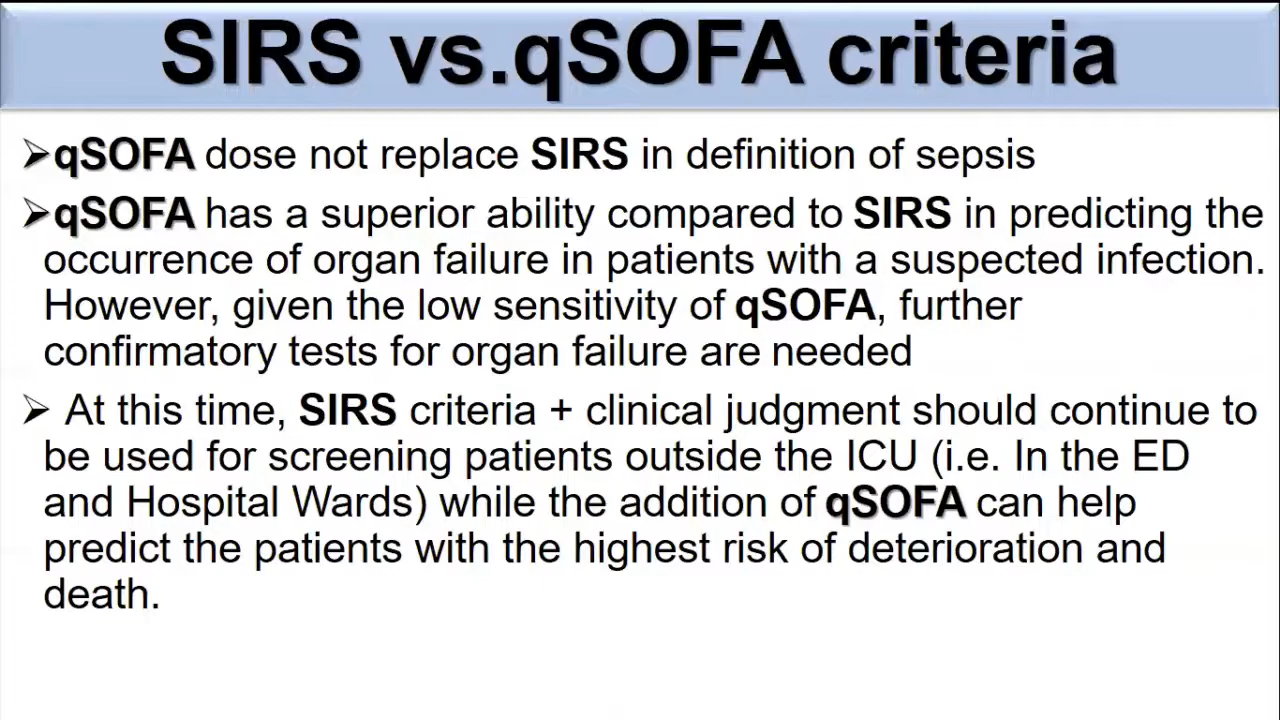 SIRS vs.qSOFA criteria
➢qSOFA dose not replace SIRS in definition of sepsis
➢qSOFA has a superior ability compared to SIRS in predicting the
occurrence of organ failure in patients with a suspected infection.
However, given the low sensitivity of qSOFA, further
confirmatory tests for organ failure are needed
➢ At this time, SIRS criteria + clinical judgment should continue to
be used for screening patients outside the ICU (i.e. In the ED
and Hospital Wards) while the addition of qSOFA can help
predict the patients with the highest risk of deterioration and
death.